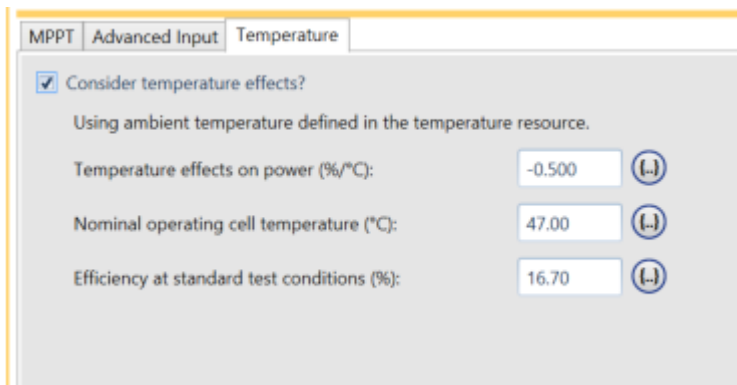 MPPT Advanced Input Temperature
Consider temperature effects?
Using ambient temperature defined in the temperature resource.
Temperature effects on power (%/°C): -0.500 {..}
Nominal operating cell temperature (°C): 47.00 {..}
Efficiency at standard test conditions (%): 16.70 {..}